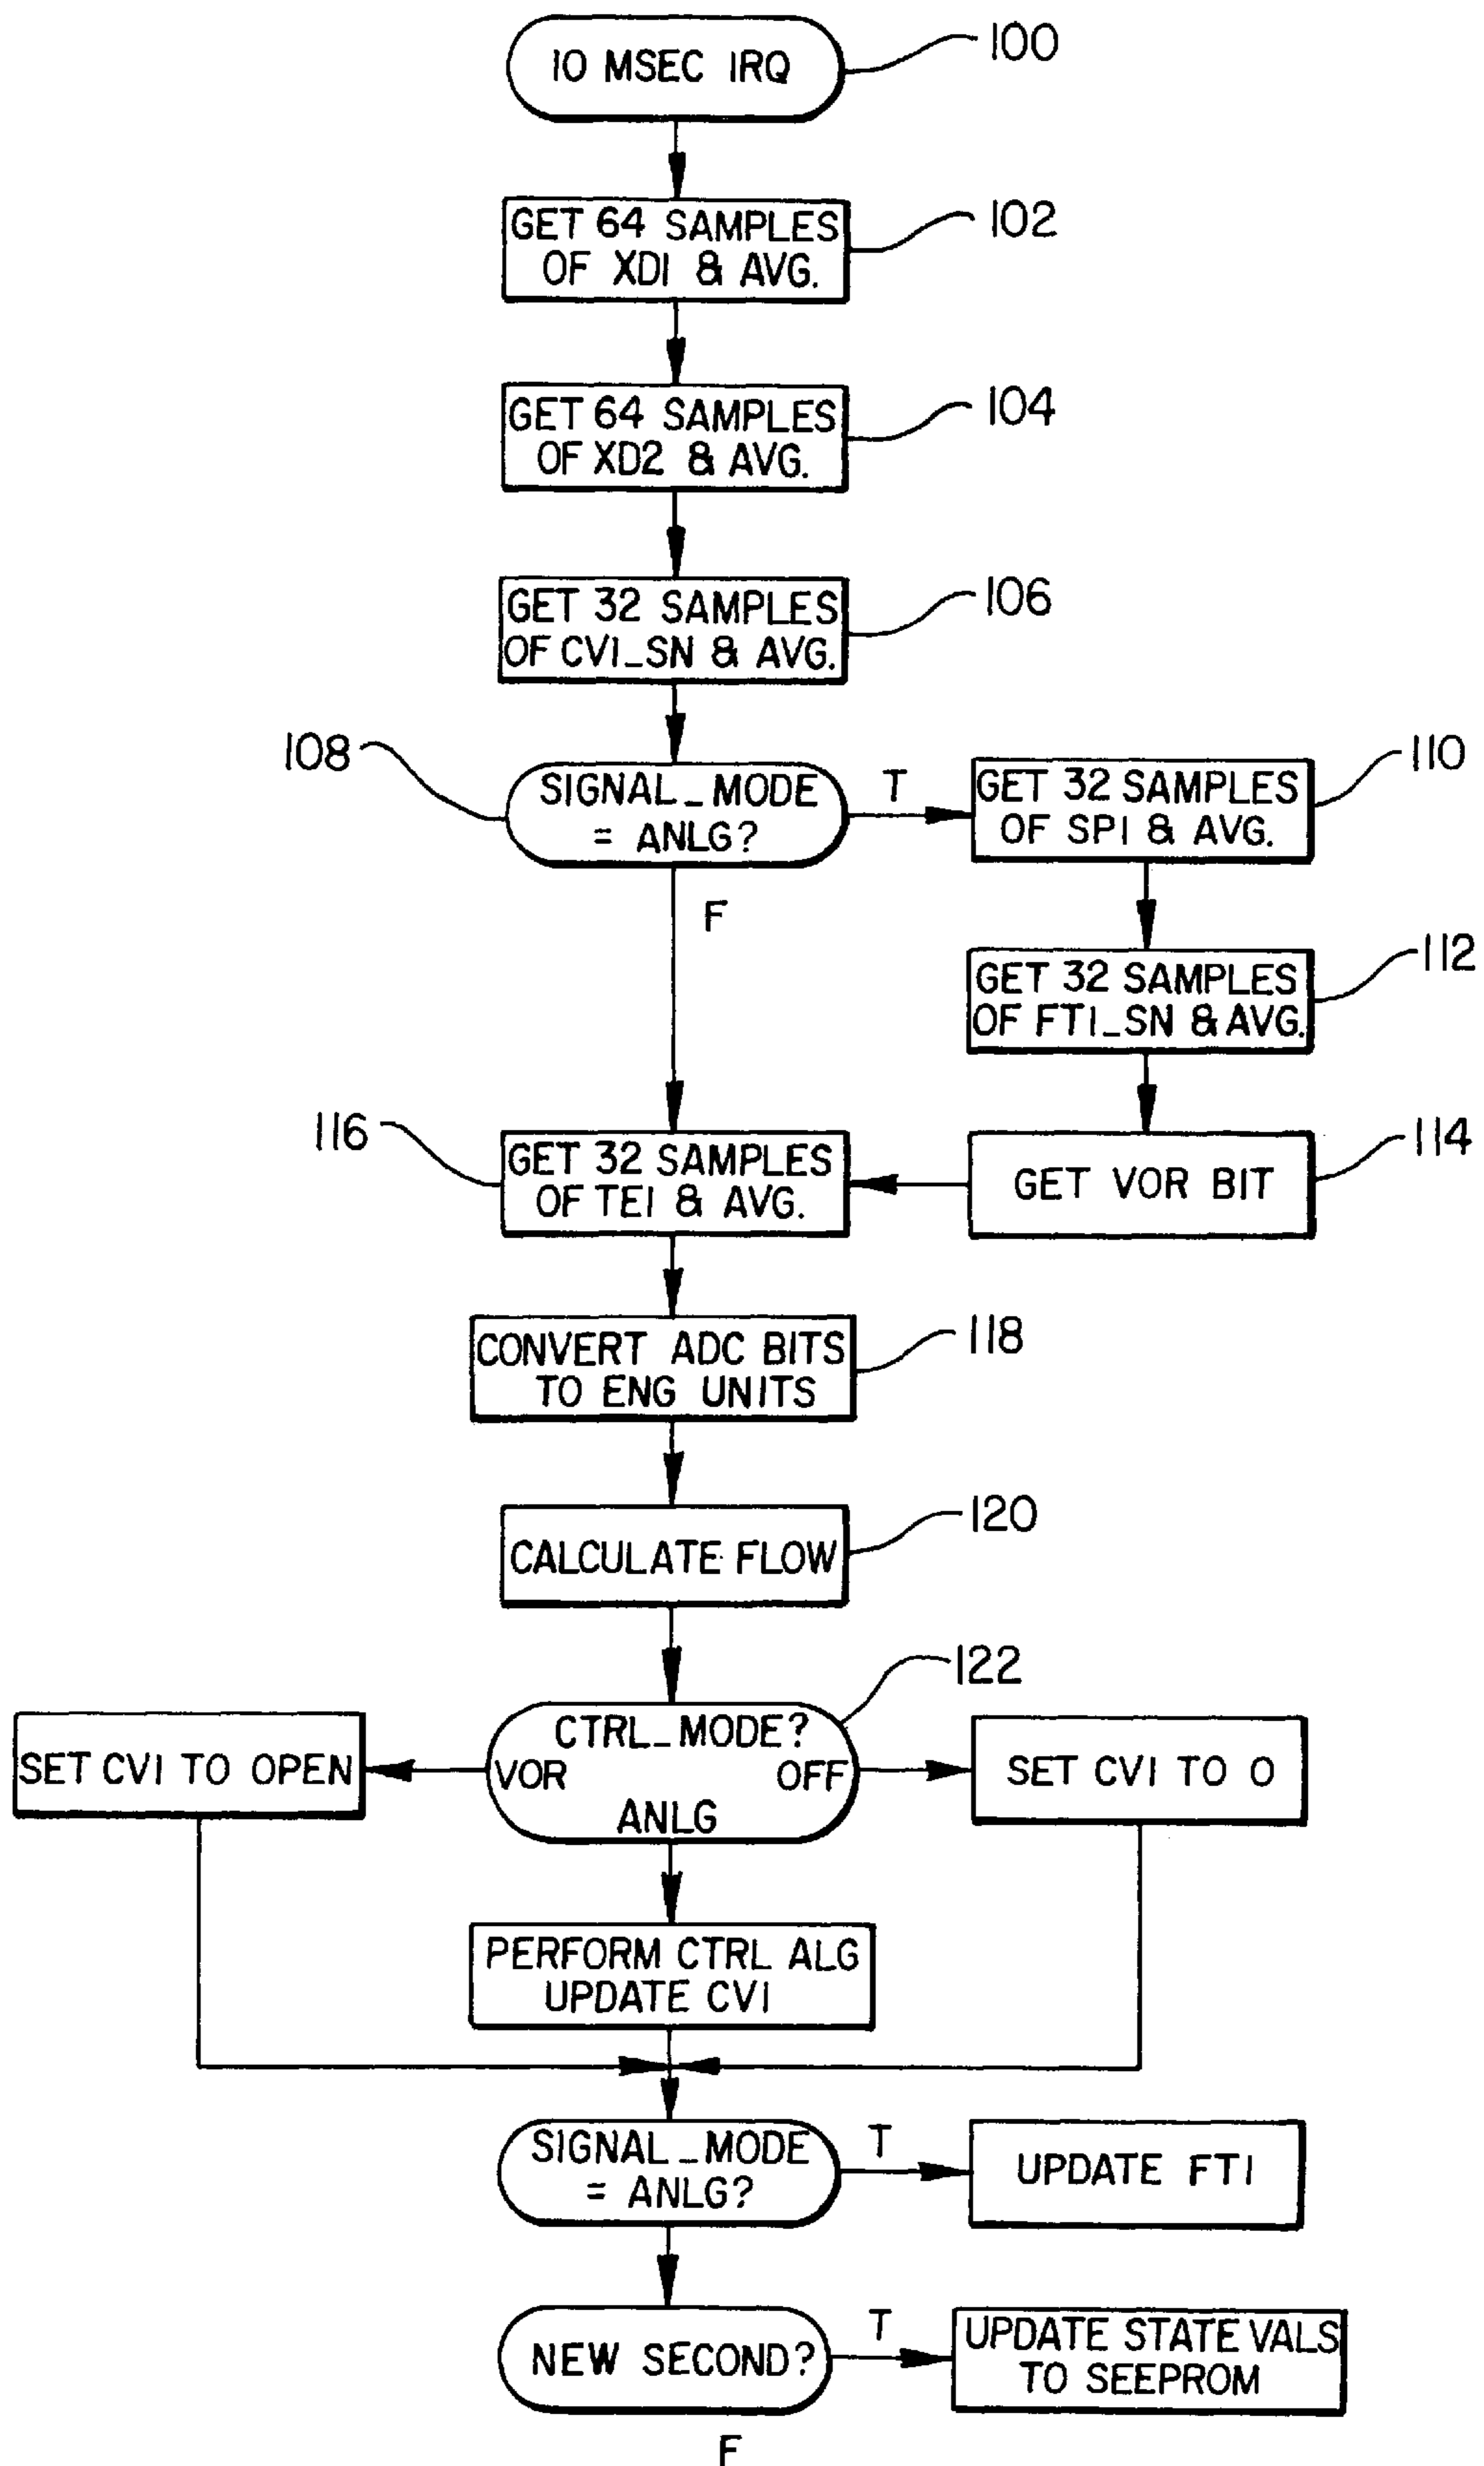 10 MSEC IRQ
100
GET 64 SAMPLES
OF XD1 & AVG.
102
GET 64 SAMPLES
OF XD2 & AVG.
104
GET 32 SAMPLES
OF CV1_SN & AVG.
106
108
SIGNAL_MODE
= ANLG?
T
F
GET 32 SAMPLES
OF SP1 & AVG.
110
GET 32 SAMPLES
OF FT1_SN & AVG.
112
GET VOR BIT
114
116
GET 32 SAMPLES
OF TE1 & AVG.
CONVERT ADC BITS
TO ENG UNITS
118
CALCULATE FLOW
120
122
CTRL_MODE?
VOR OFF
ANLG
SET CV1 TO OPEN
SET CV1 TO 0
PERFORM CTRL ALG
UPDATE CV1
SIGNAL_MODE
= ANLG?
T
UPDATE FT1
NEW SECOND?
T
UPDATE STATE VALS
TO SEEPROM
F